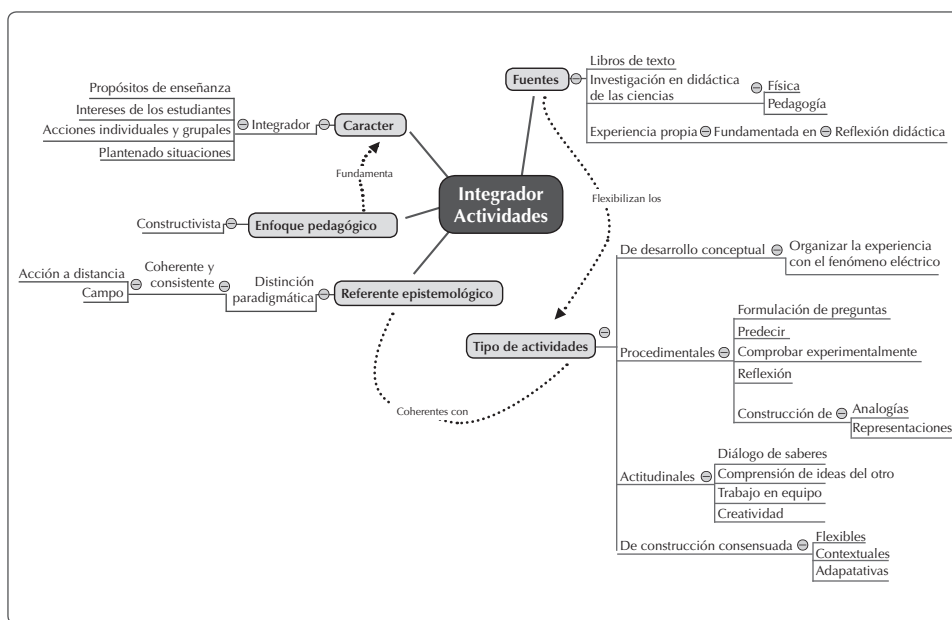 Integrador
Actividades
Caracter
Integrador
Propósitos de enseñanza
Intereses de los estudiantes
Acciones individuales y grupales
Plantenado situaciones
Fundamenta
Enfoque pedagógico
Constructivista
Referente epistemológico
Distinción
paradigmática
Coherente y
consistente
Acción a distancia
Campo
Coherentes con
Fuentes
Libros de texto
Investigación en didáctica
de las ciencias
Física
Pedagogía
Experiencia propia
Fundamentada en
Reflexión didáctica
Flexibilizan los
Tipo de actividades
De desarrollo conceptual
Organizar la experiencia
con el fenómeno eléctrico
Procedimentales
Formulación de preguntas
Predecir
Comprobar experimentalmente
Reflexión
Construcción de
Analogías
Representaciones
Actitudinales
Diálogo de saberes
Comprensión de ideas del otro
Trabajo en equipo
Creatividad
De construcción consensuada
Flexibles
Contextuales
Adapatativas